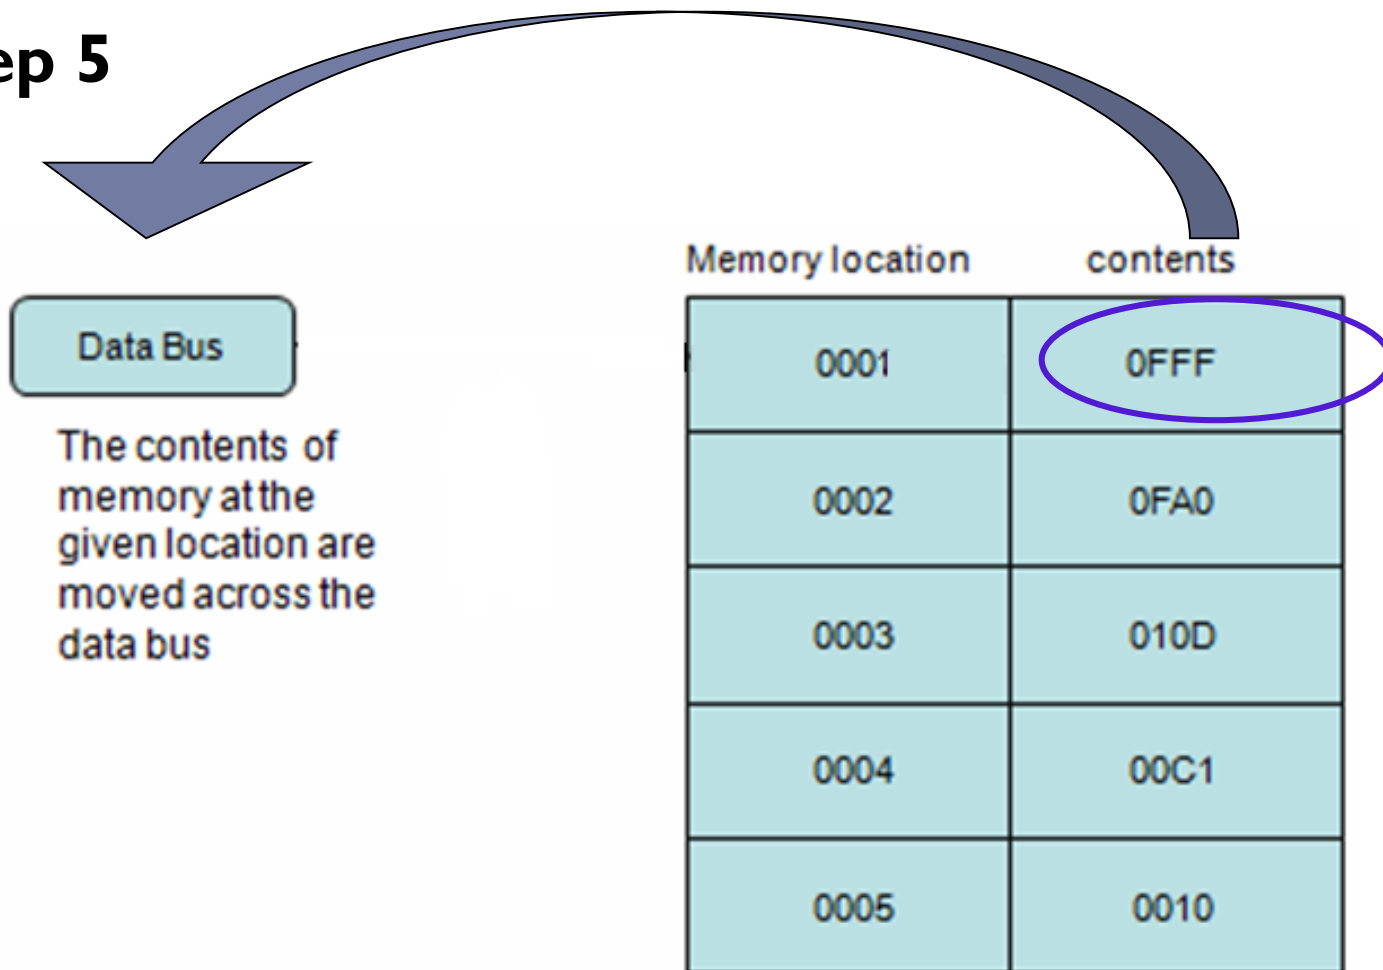 ep 5
Memory location contents
Data Bus
The contents of
memory at the
given location are
moved across the
data bus
0001 0FFF
0002 0FA0
0003 010D
0004 00C1
0005 0010